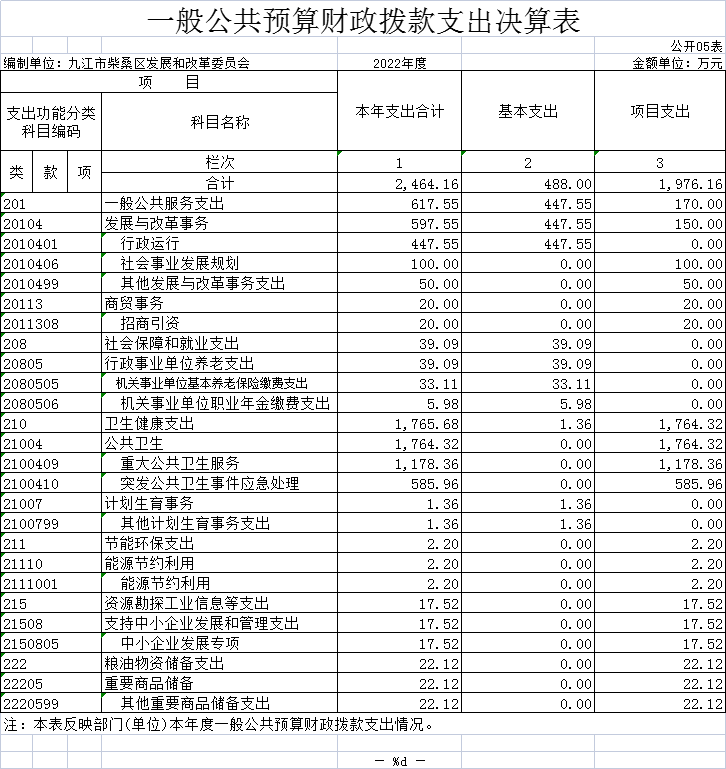 一般公共预算财政拨款支出决算表
公开05表
编制单位：九江市柴桑区发展和改革委员会 2022年度 金额单位：万元
项 目 本年支出合计 基本支出 项目支出
支出功能分类科目编码 科目名称
类 款 项 栏次 1 2 3
合计 2,464.16 488.00 1,976.16
201 一般公共服务支出 617.55 447.55 170.00
20104 发展与改革事务 597.55 447.55 150.00
2010401 行政运行 447.55 447.55 0.00
2010406 社会事业发展规划 100.00 0.00 100.00
2010499 其他发展与改革事务支出 50.00 0.00 50.00
20113 商贸事务 20.00 0.00 20.00
2011308 招商引资 20.00 0.00 20.00
208 社会保障和就业支出 39.09 39.09 0.00
20805 行政事业单位养老支出 39.09 39.09 0.00
2080505 机关事业单位基本养老保险缴费支出 33.11 33.11 0.00
2080506 机关事业单位职业年金缴费支出 5.98 5.98 0.00
210 卫生健康支出 1,765.68 1.36 1,764.32
21004 公共卫生 1,764.32 0.00 1,764.32
2100409 重大公共卫生服务 1,178.36 0.00 1,178.36
2100410 突发公共卫生事件应急处理 585.96 0.00 585.96
21007 计划生育事务 1.36 1.36 0.00
2100799 其他计划生育事务支出 1.36 1.36 0.00
211 节能环保支出 2.20 0.00 2.20
21110 能源节约利用 2.20 0.00 2.20
2111001 能源节约利用 2.20 0.00 2.20
215 资源勘探工业信息等支出 17.52 0.00 17.52
21508 支持中小企业发展和管理支出 17.52 0.00 17.52
2150805 中小企业发展专项 17.52 0.00 17.52
222 粮油物资储备支出 22.12 0.00 22.12
22205 重要商品储备 22.12 0.00 22.12
2220599 其他重要商品储备支出 22.12 0.00 22.12
注：本表反映部门(单位)本年度一般公共预算财政拨款支出情况。
— %d —